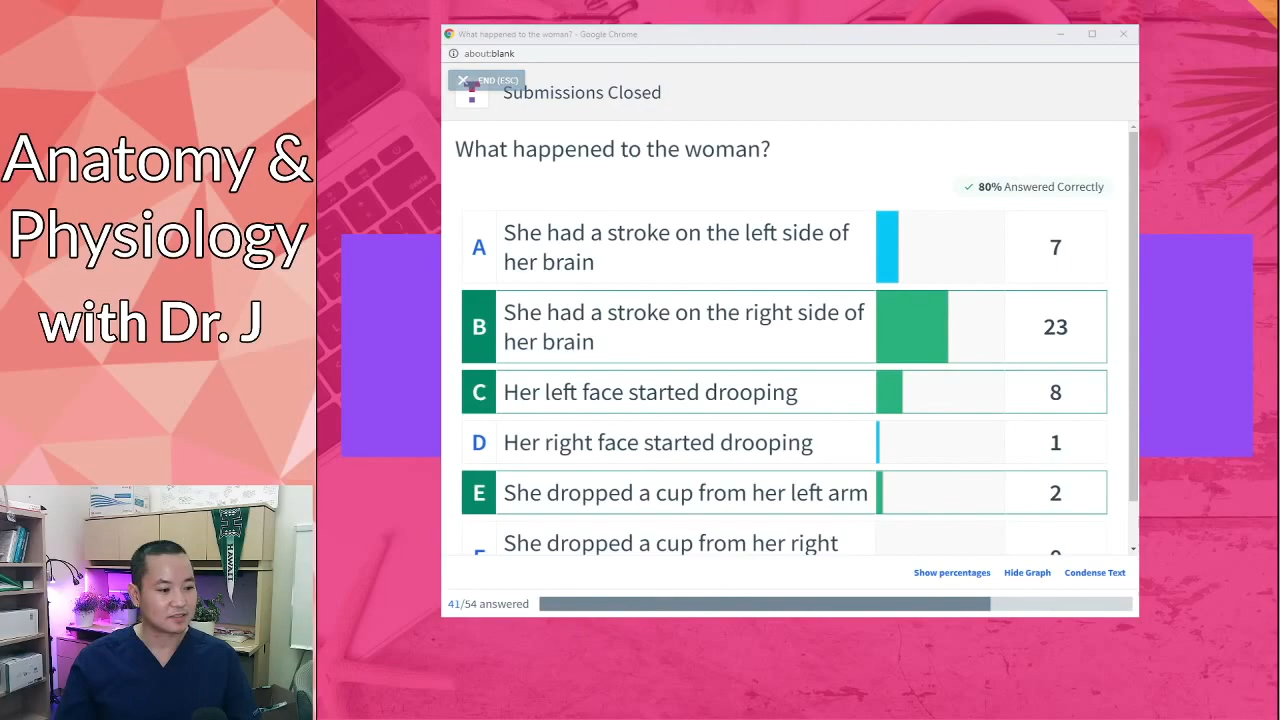 Anatomy &
Physiology
with Dr. J
What happened to the woman? - Google Chrome
about:blank
END (ESC)
Submissions Closed
What happened to the woman?
80% Answered Correctly
A
She had a stroke on the left side of
her brain
7
B
She had a stroke on the right side of
her brain
23
C
Her left face started drooping
8
D
Her right face started drooping
1
E
She dropped a cup from her left arm
2
She dropped a cup from her right
Show percentages
Hide Graph
Condense Text
41/54 answered
HAWAII